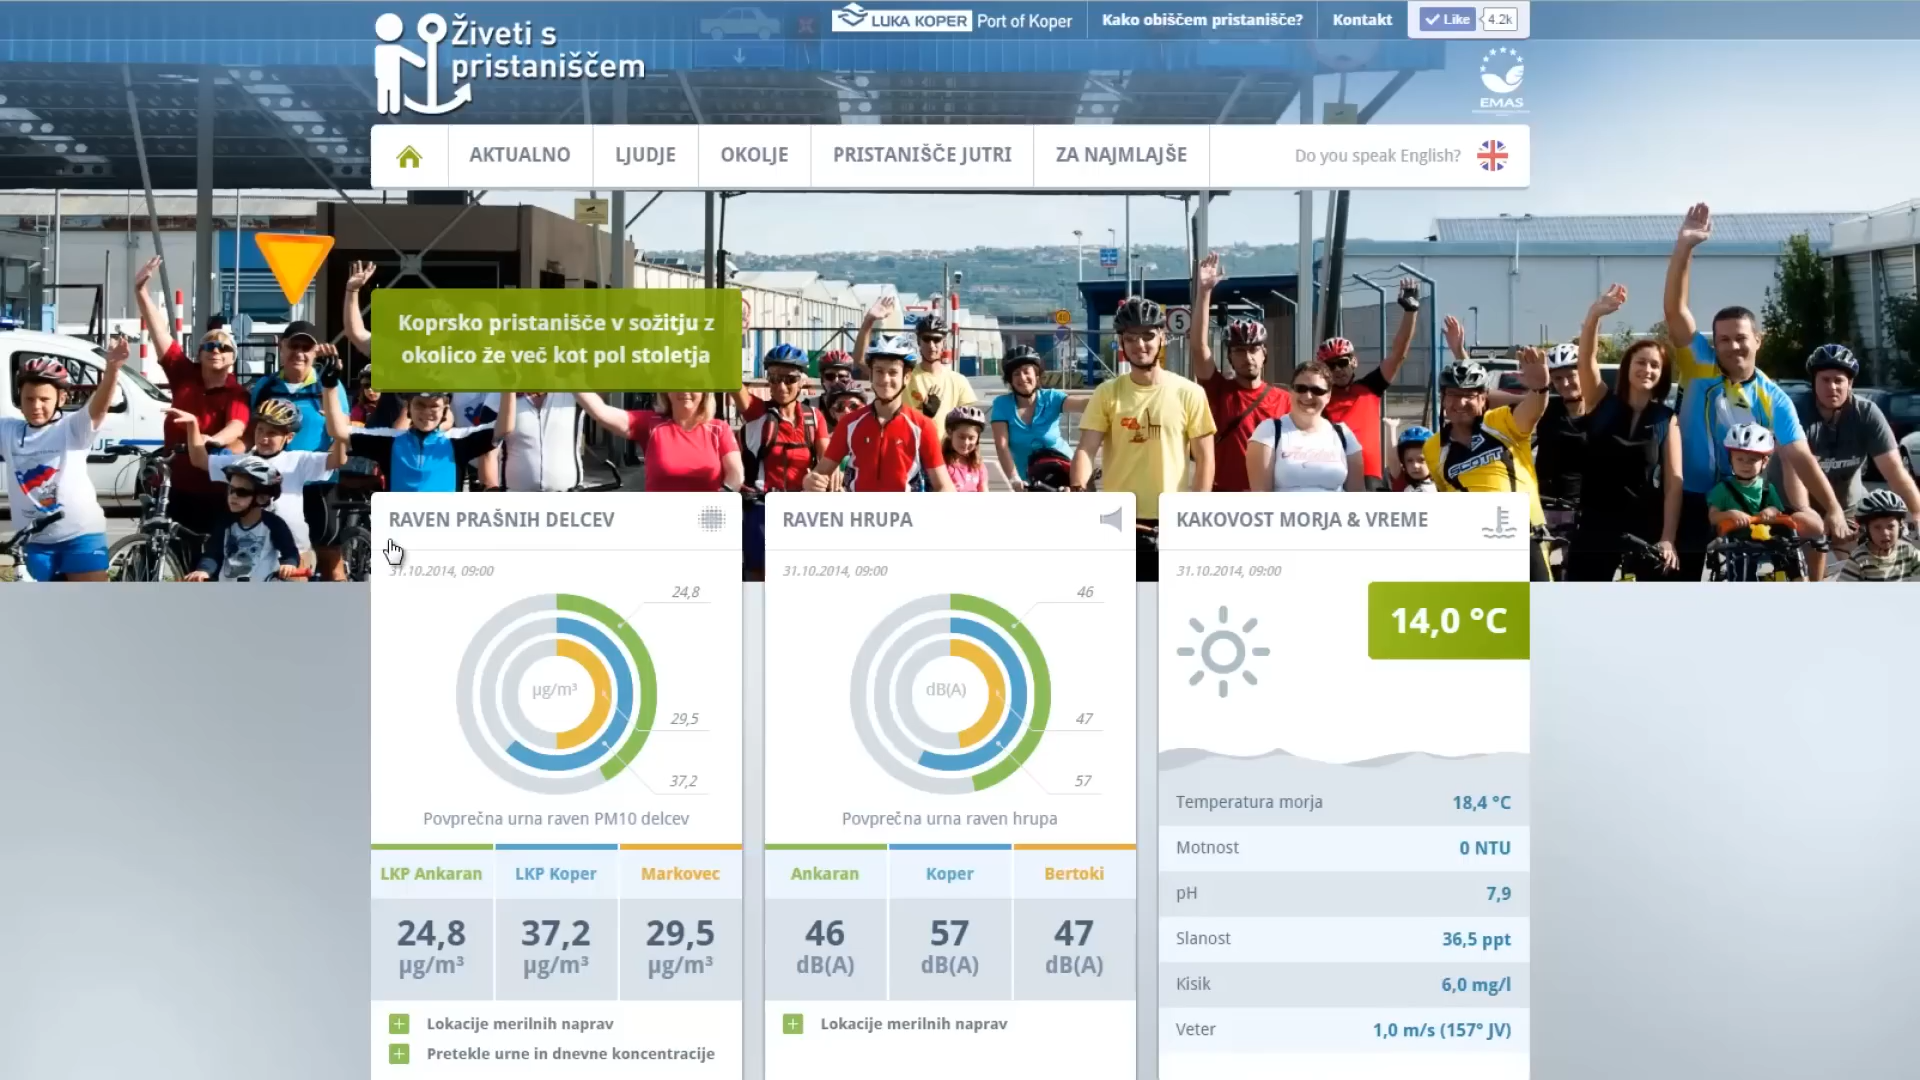 Živeti s
pristaniščem
LUKA KOPER Port of Koper
Kako obiščem pristanišče?
Kontakt
Like
4.2k
EMAS
AKTUALNO
LJUDJE
OKOLJE
PRISTANIŠČE JUTRI
ZA NAJMLAJŠE
Do you speak English?
Koprsko pristanišče v sožitju z
okolico že več kot pol stoletja
5
SCOTT
RAVEN PRAŠNIH DELCEV
31.10.2014, 09:00
24,8
µg/m³
29,5
37,2
Povprečna urna raven PM10 delcev
LKP Ankaran
LKP Koper
Markovec
24,8
37,2
29,5
µg/m³
µg/m³
µg/m³
Lokacije merilnih naprav
Pretekle urne in dnevne koncentracije
RAVEN HRUPA
31.10.2014, 09:00
46
dB(A)
47
57
Povprečna urna raven hrupa
Ankaran
Koper
Bertoki
46
57
47
dB(A)
dB(A)
dB(A)
Lokacije merilnih naprav
KAKOVOST MORJA & VREME
31.10.2014, 09:00
14,0 °C
Temperatura morja 18,4 °C
Motnost 0 NTU
pH 7,9
Slanost 36,5 ppt
Kisik 6,0 mg/l
Veter 1,0 m/s (157° JV)